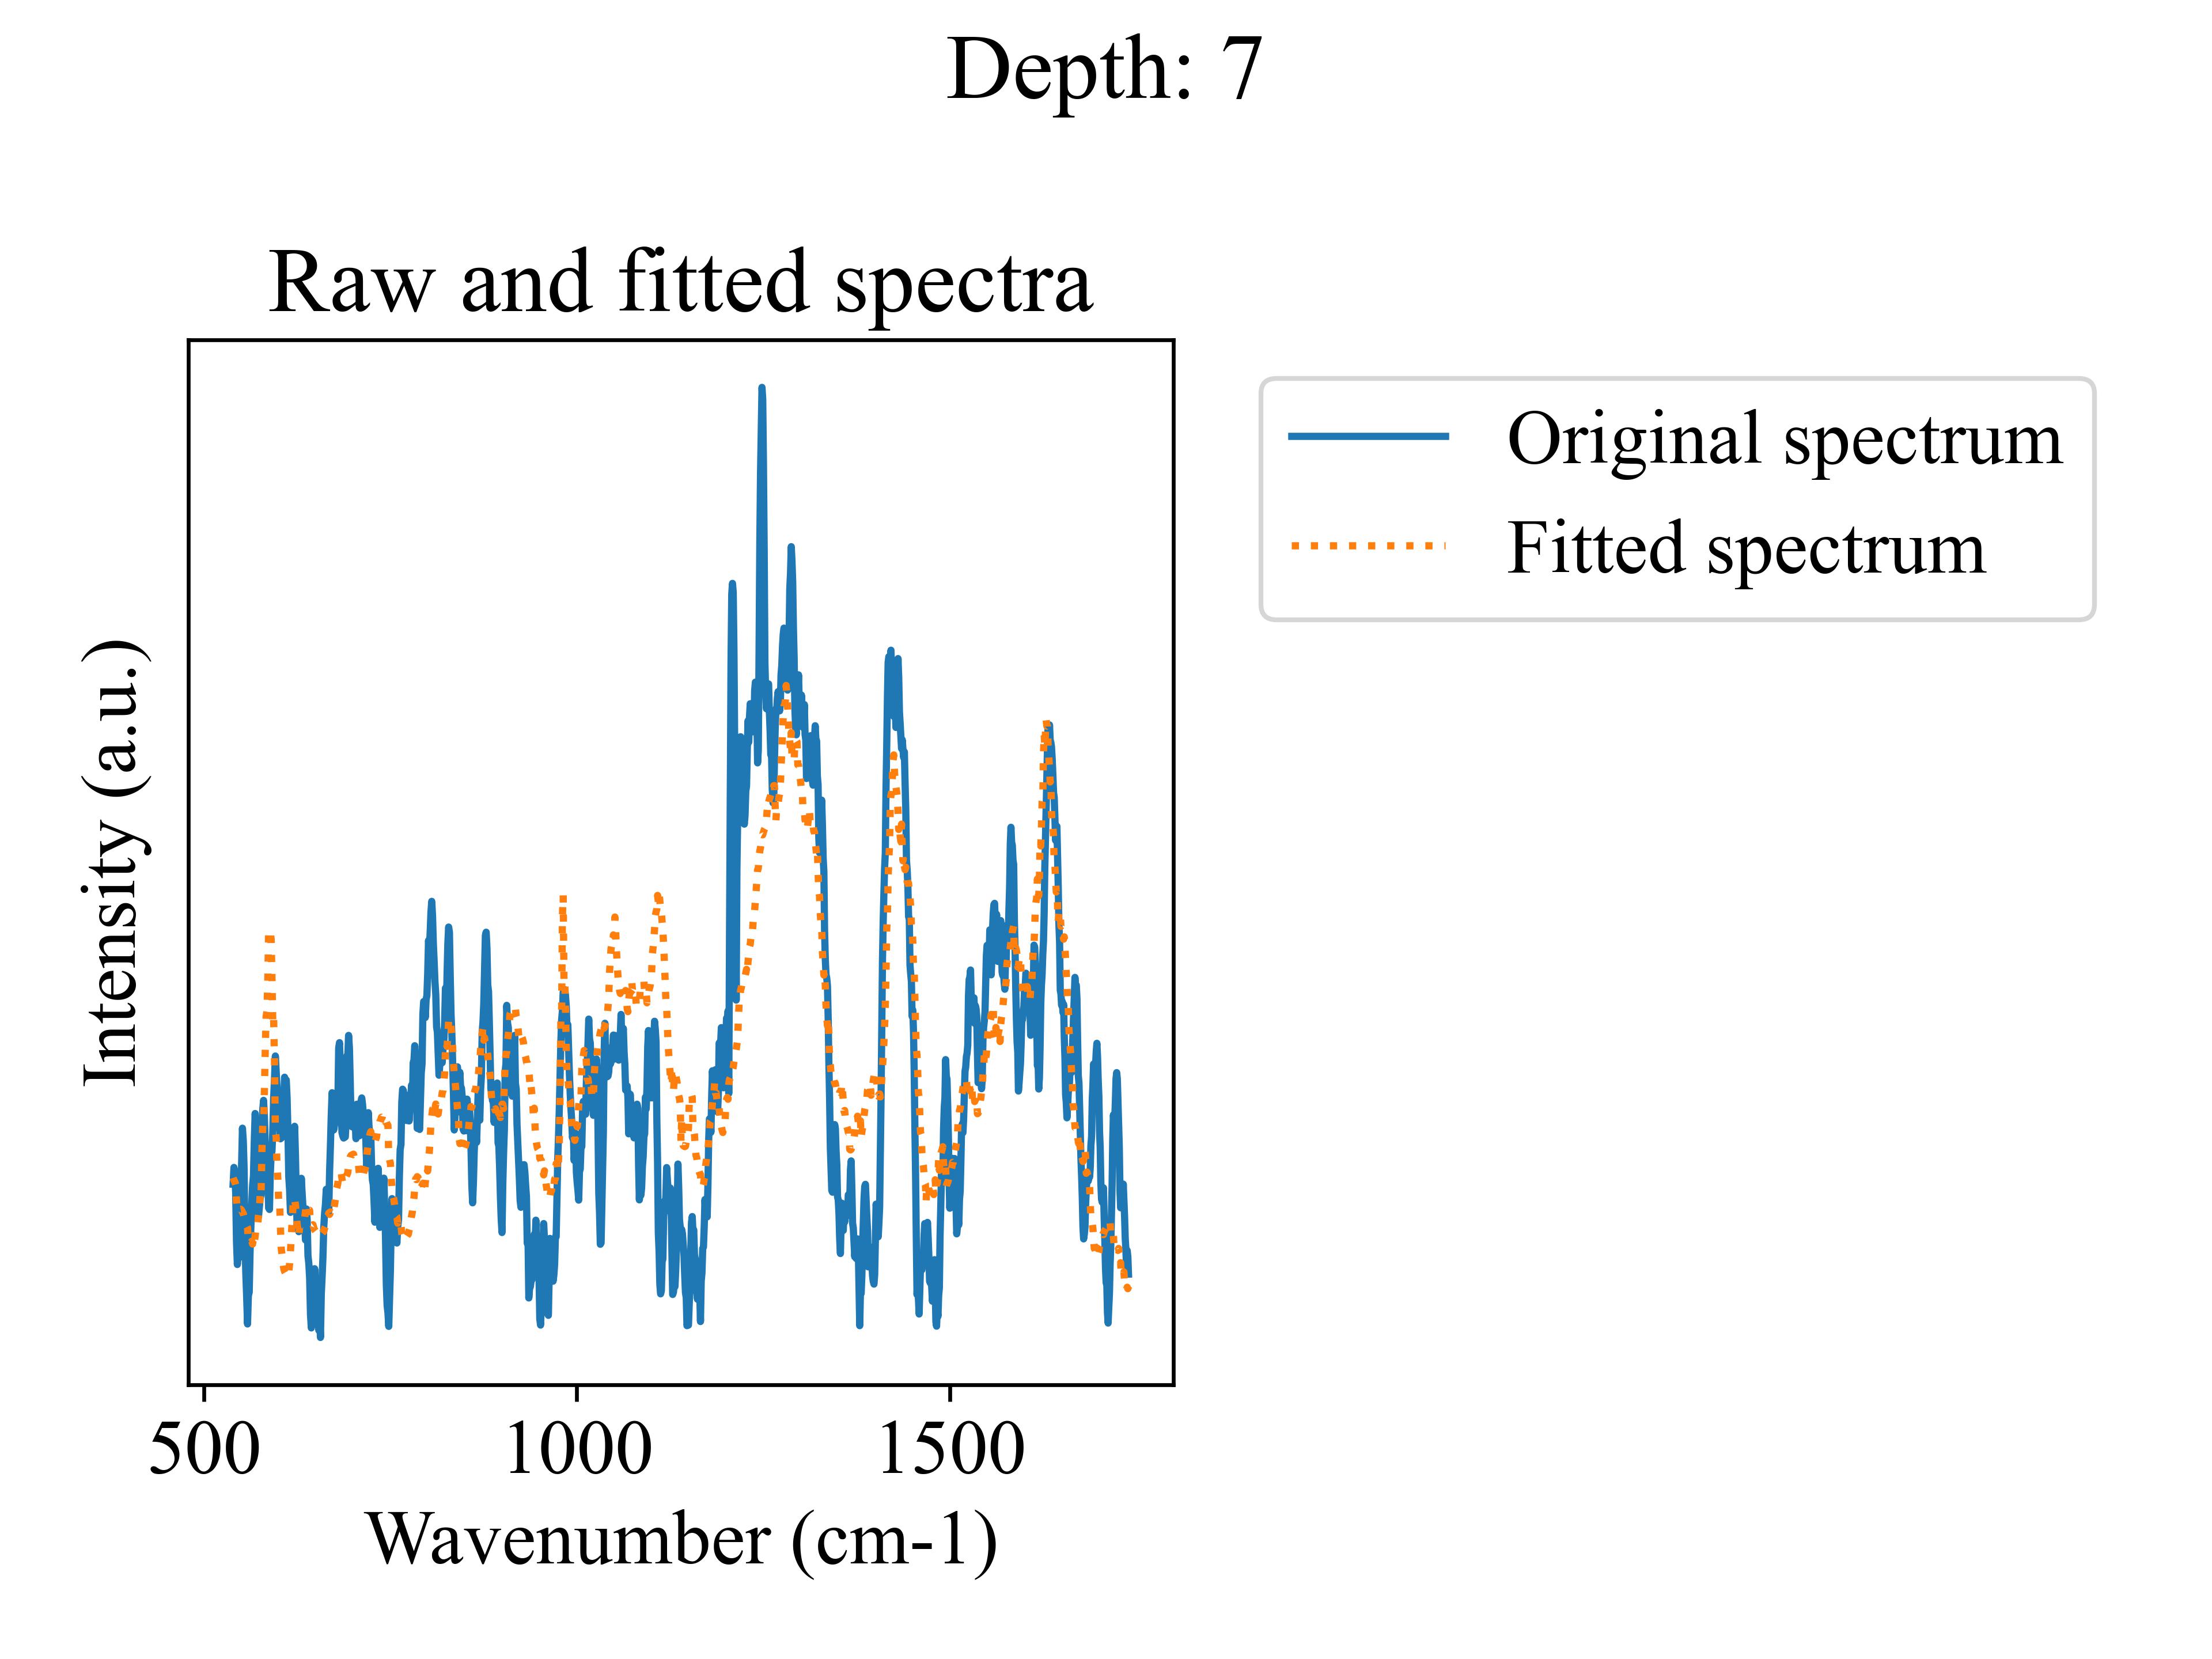 Depth: 7
Raw and fitted spectra
Original spectrum
Fitted spectrum
Intensity (a.u.)
500 1000 1500
Wavenumber (cm-1)